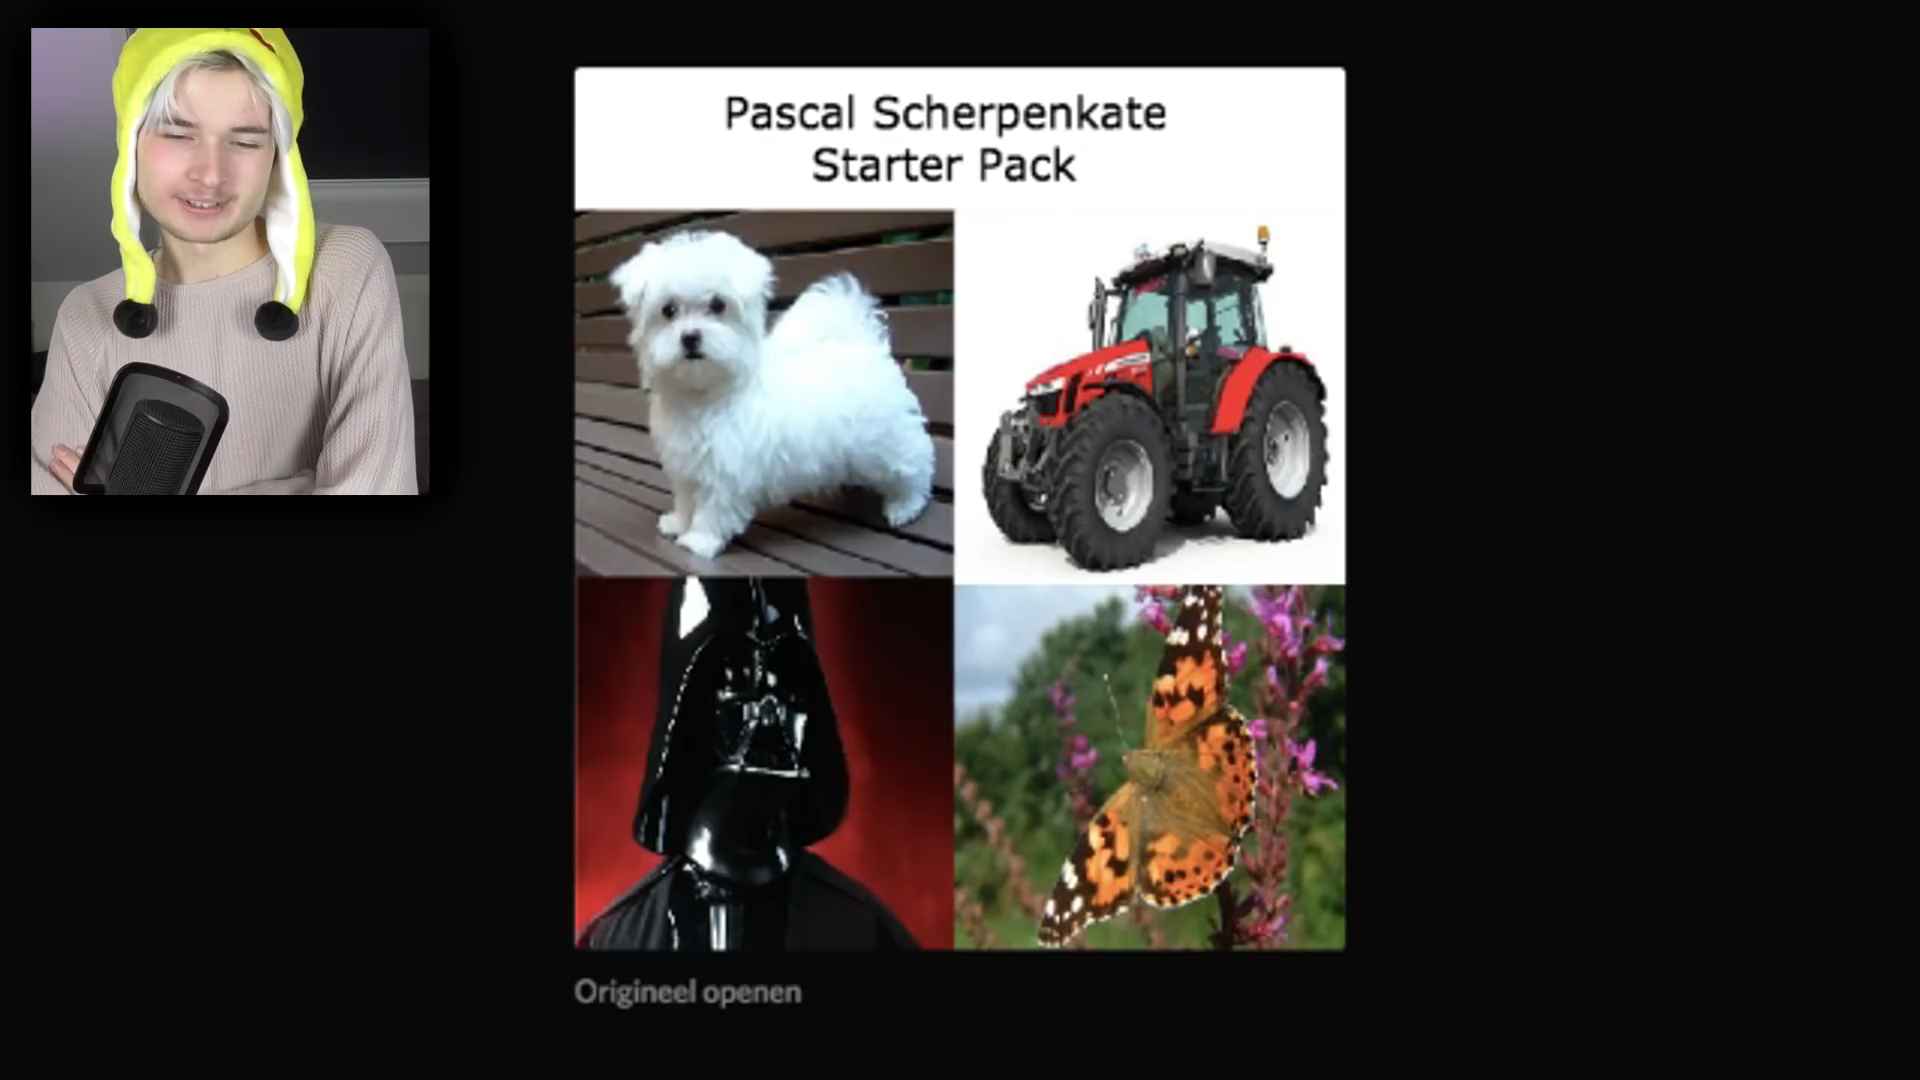 Pascal Scherpenkate
Starter Pack
Origineel openen